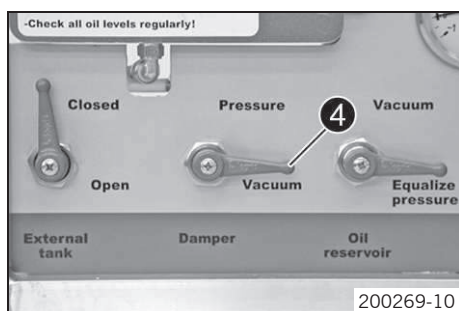 -Check all oil levels regularly!
Closed
Pressure
Vacuum
4
Open
Vacuum
Equalize
pressure
External
tank
Damper
Oil
reservoir
200269-10